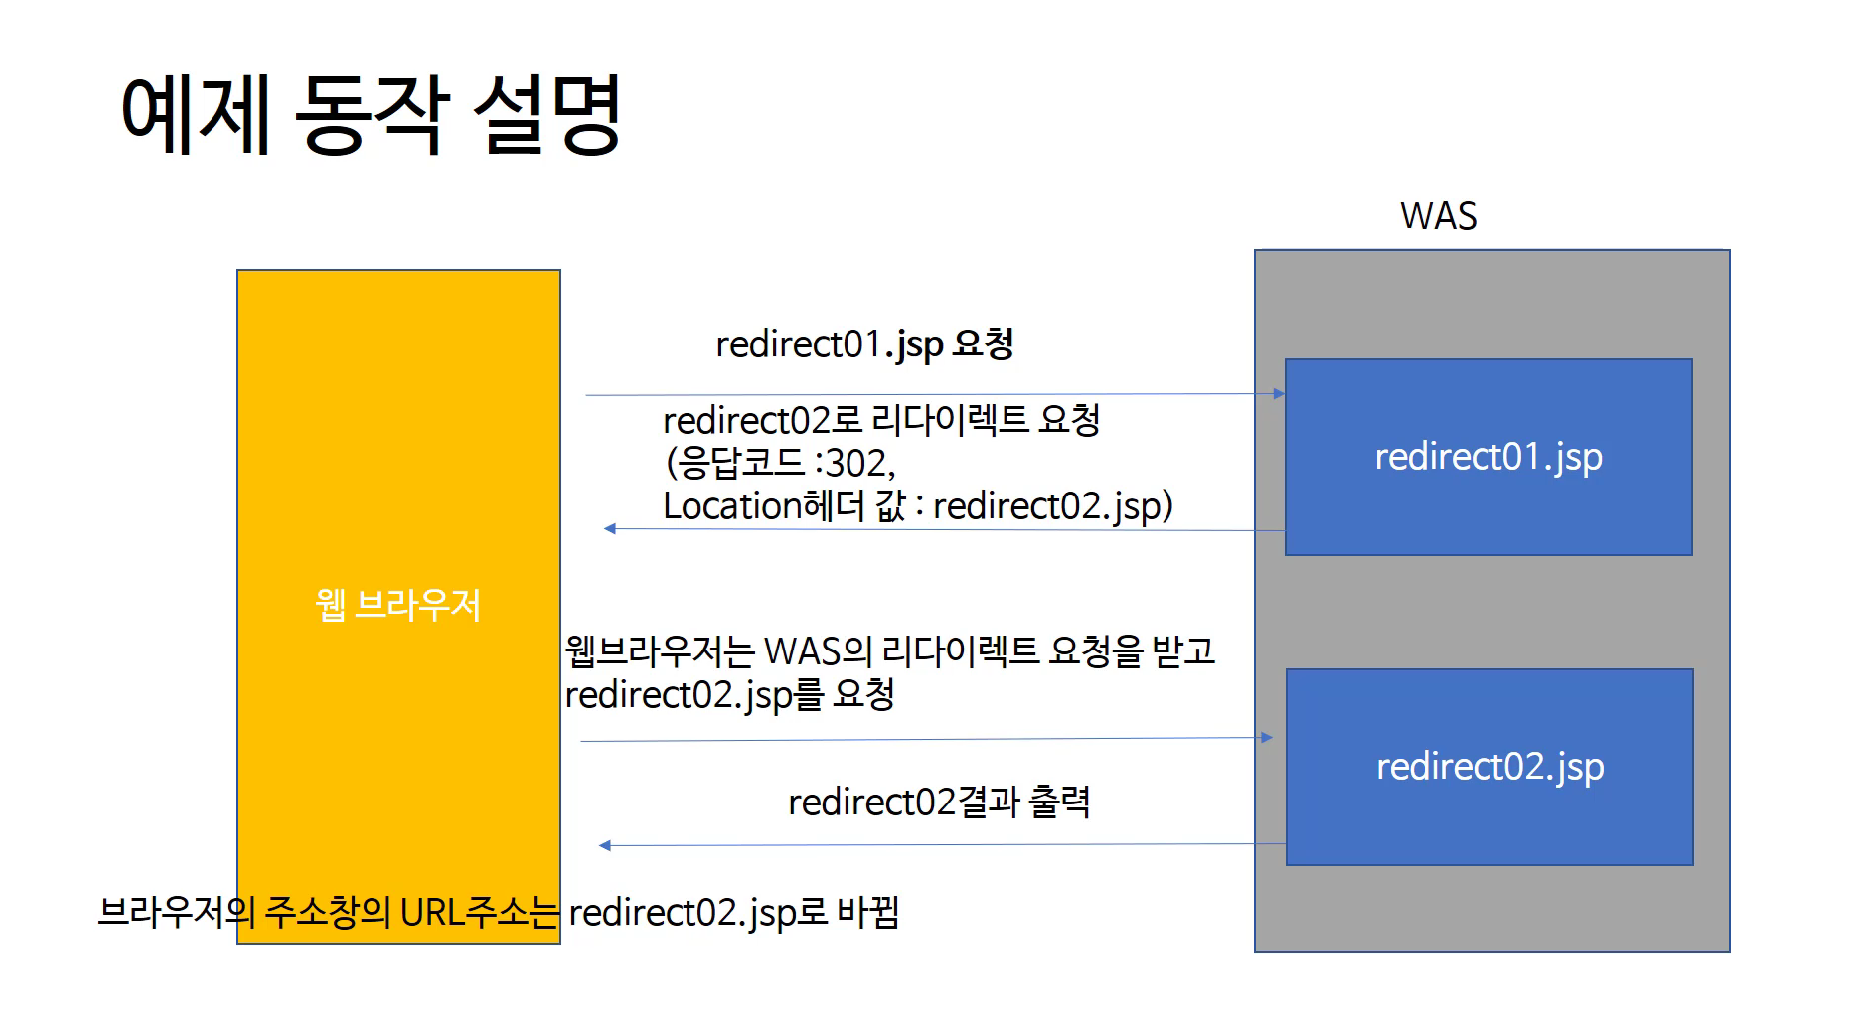 예제 동작 설명
WAS
redirect01.jsp 요청
redirect02로 리다이렉트 요청
(응답코드 :302,
Location헤더 값 : redirect02.jsp)
redirect01.jsp
웹 브라우저
웹브라우저는 WAS의 리다이렉트 요청을 받고
redirect02.jsp를 요청
redirect02.jsp
redirect02결과 출력
브라우저의 주소창의 URL주소는 redirect02.jsp로 바뀜